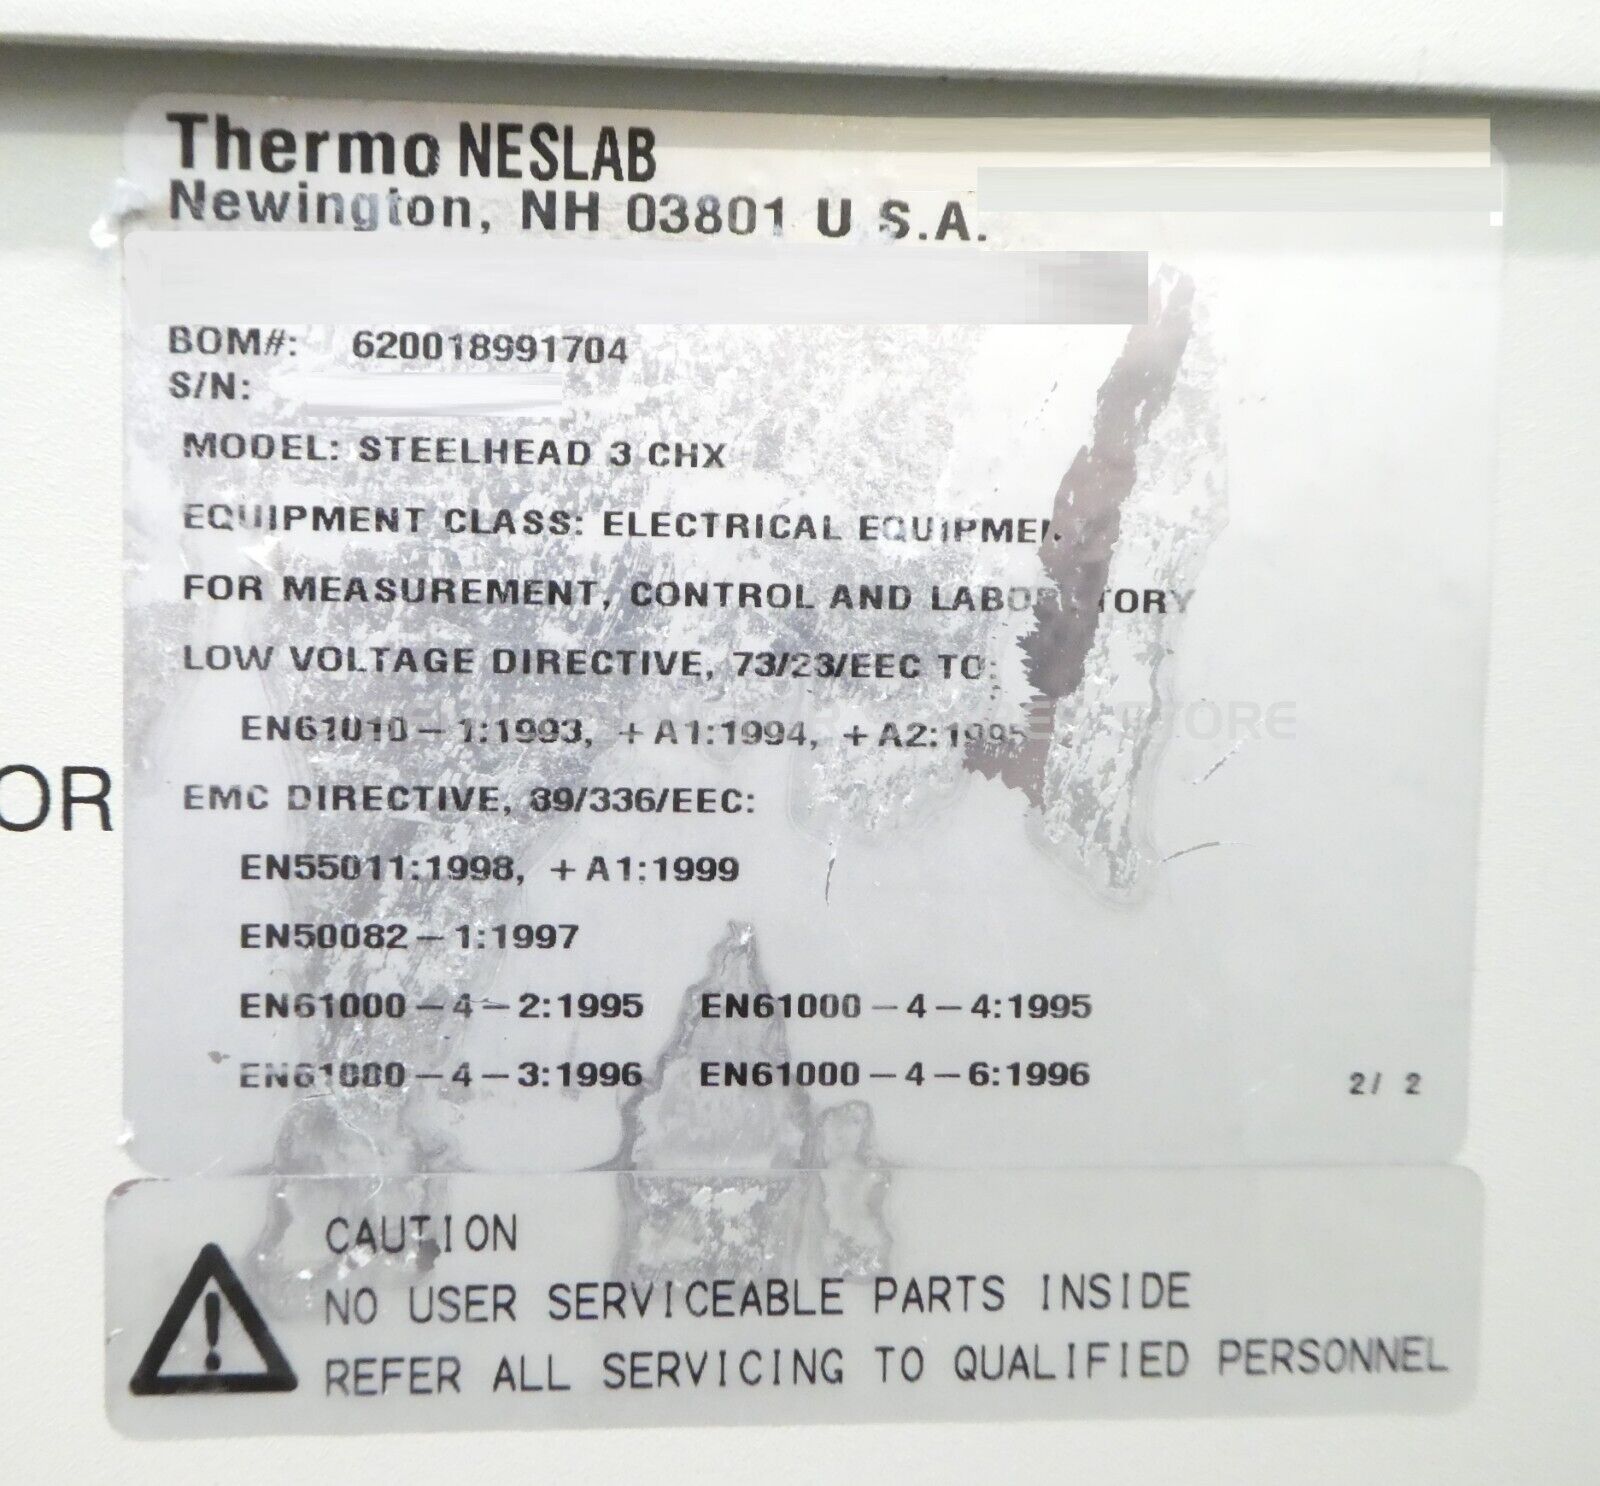 Thermo NESLAB
Newington, NH 03801 U S.A.
BOM#: 620018991704
S/N:
MODEL: STEELHEAD 3 CHX
EQUIPMENT CLASS: ELECTRICAL EQUIPMEN
FOR MEASUREMENT, CONTROL AND LABORATORY
LOW VOLTAGE DIRECTIVE, 73/23/EEC TO:
EN61010-1:1993, + A1:1994, + A2:1995
EMC DIRECTIVE, 89/336/EEC:
EN55011:1998, + A1:1999
EN50082-1:1997
EN61000-4-2:1995 EN61000-4-4:1995
EN61000-4-3:1996 EN61000-4-6:1996
2/ 2
OR
CAUTION
NO USER SERVICEABLE PARTS INSIDE
REFER ALL SERVICING TO QUALIFIED PERSONNEL